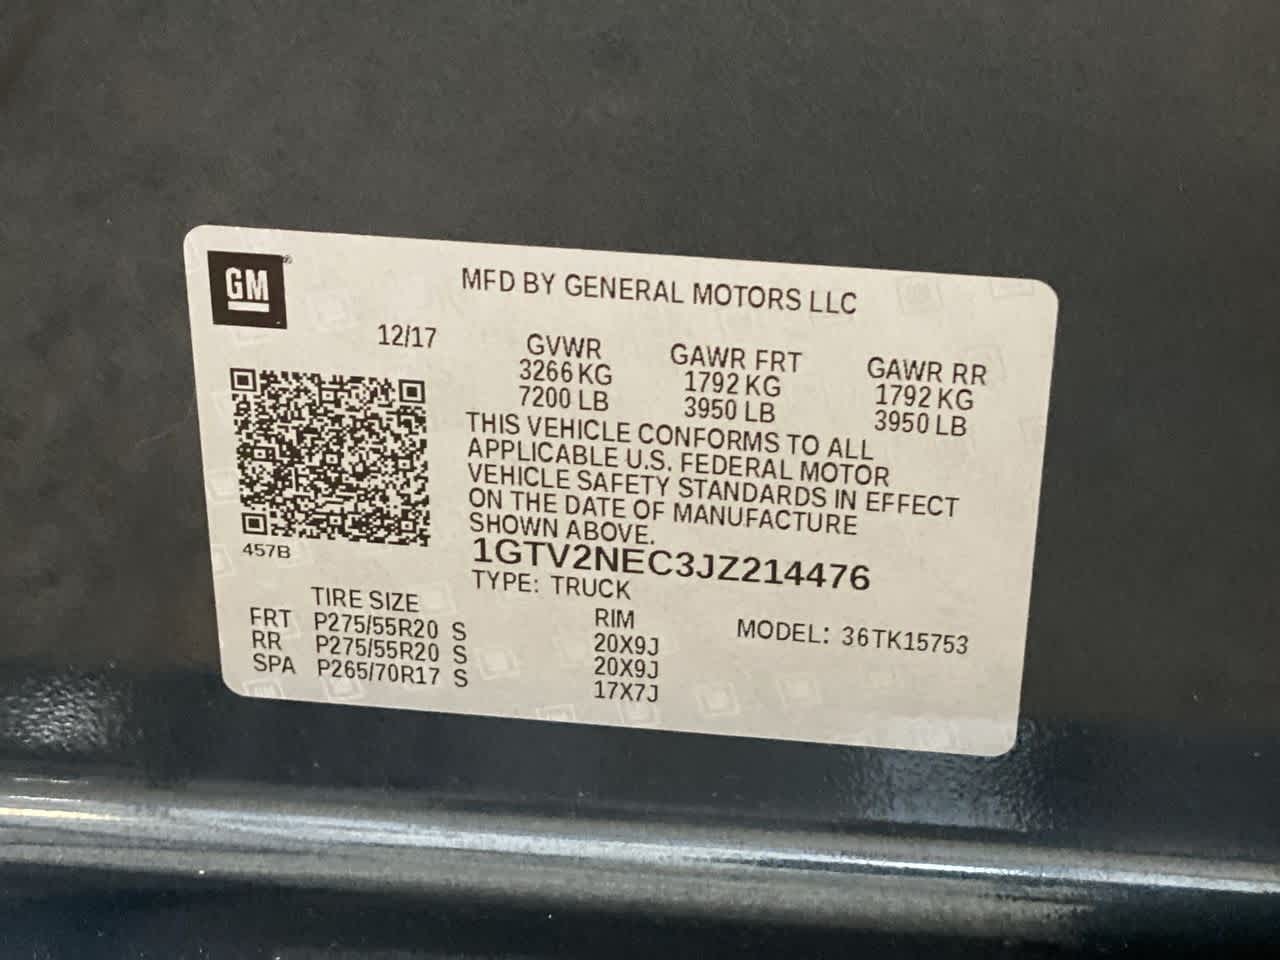 GM
MFD BY GENERAL MOTORS LLC
12/17
GVWR GAWR FRT GAWR RR
3266 KG 1792 KG 1792 KG
7200 LB 3950 LB 3950 LB
THIS VEHICLE CONFORMS TO ALL
APPLICABLE U.S. FEDERAL MOTOR
VEHICLE SAFETY STANDARDS IN EFFECT
ON THE DATE OF MANUFACTURE
SHOWN ABOVE.
457B
1GTV2NEC3JZ214476
TYPE: TRUCK
TIRE SIZE RIM MODEL: 36TK15753
FRT P275/55R20 S 20X9J
RR P275/55R20 S 20X9J
SPA P265/70R17 S 17X7J